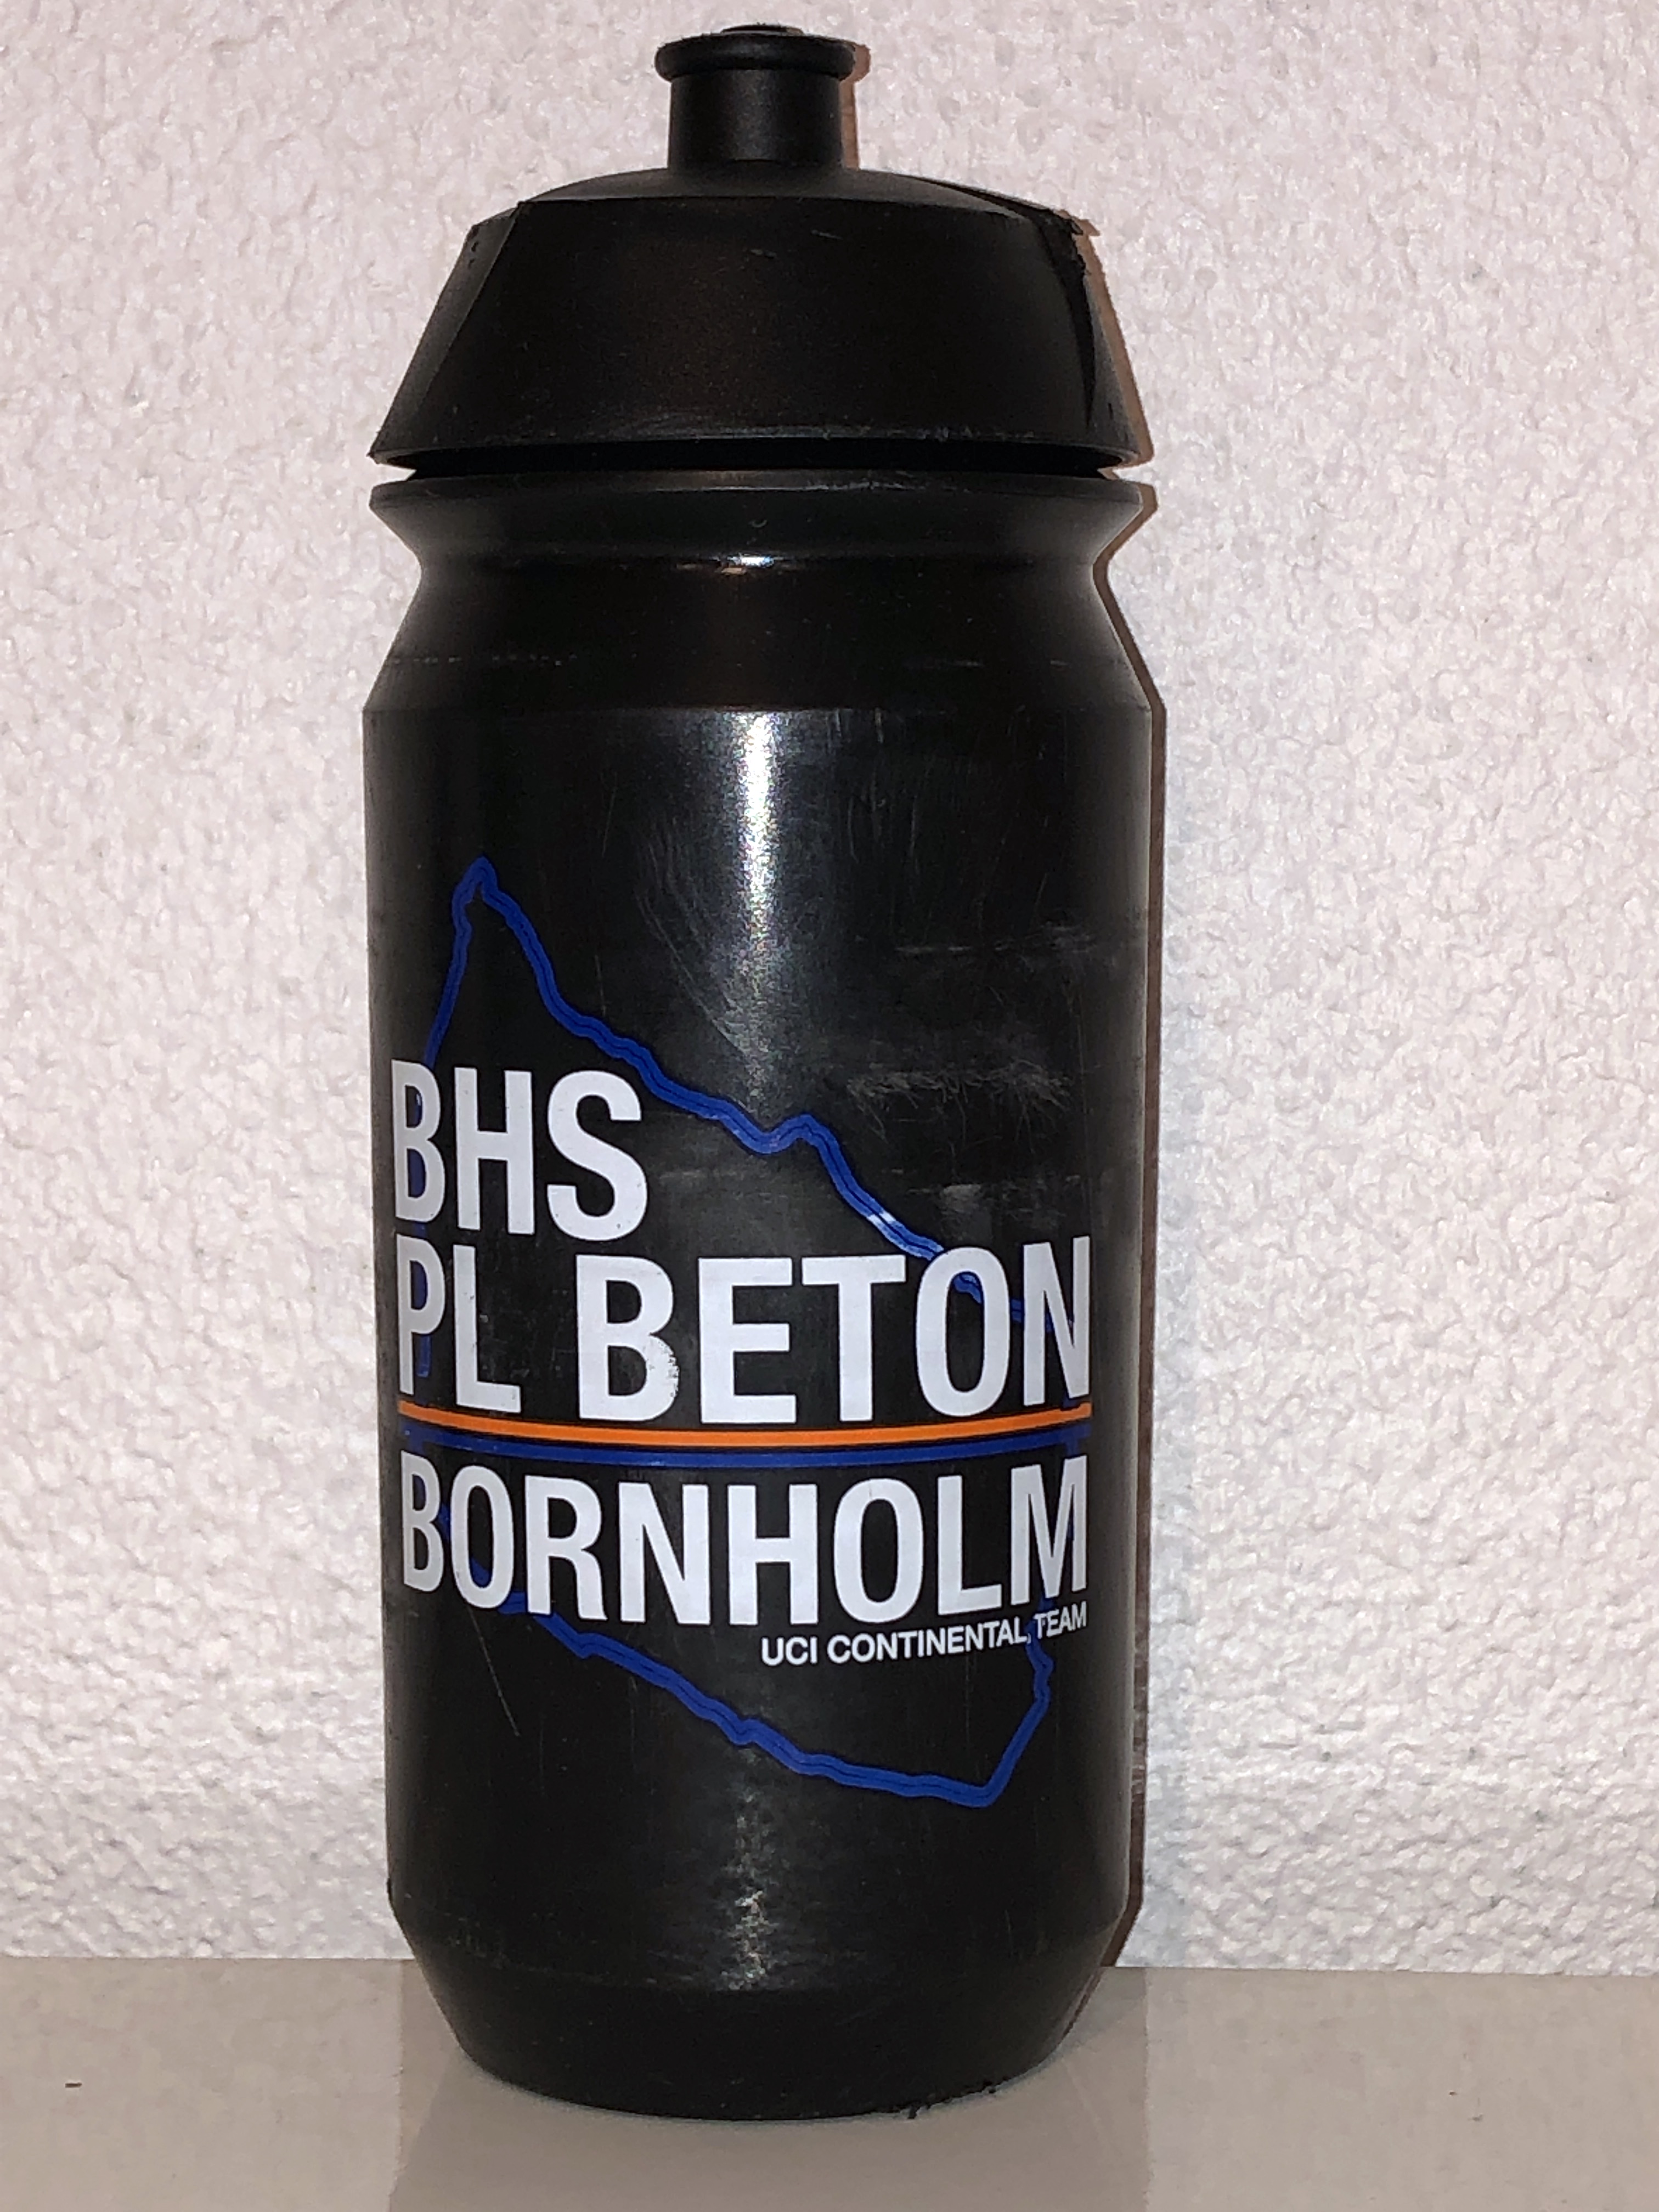 BHS
PL BETON
BORNHOLM
UCI CONTINENTAL TEAM